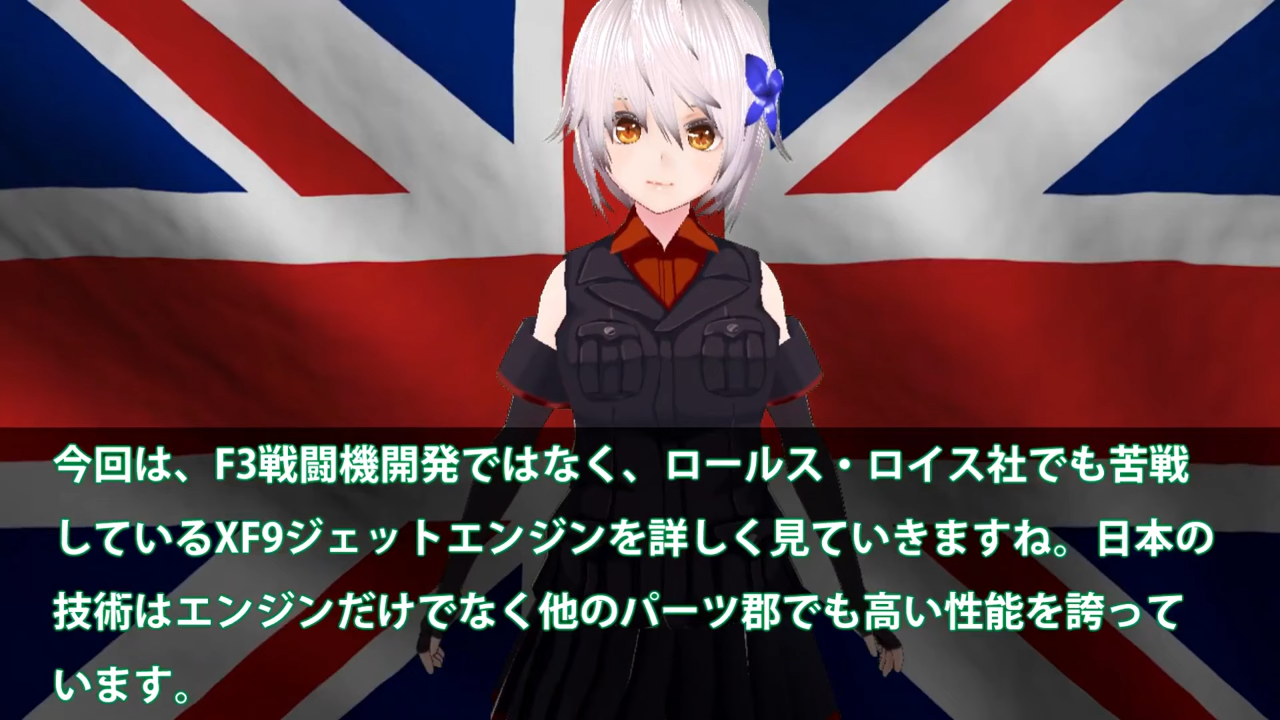 今回は、F3戦闘機開発ではなく、ロールス・ロイス社でも苦戦
しているXF9ジェットエンジンを詳しく見ていきますね。日本の
技術はエンジンだけでなく他のパーツ郡でも高い性能を誇って
います。